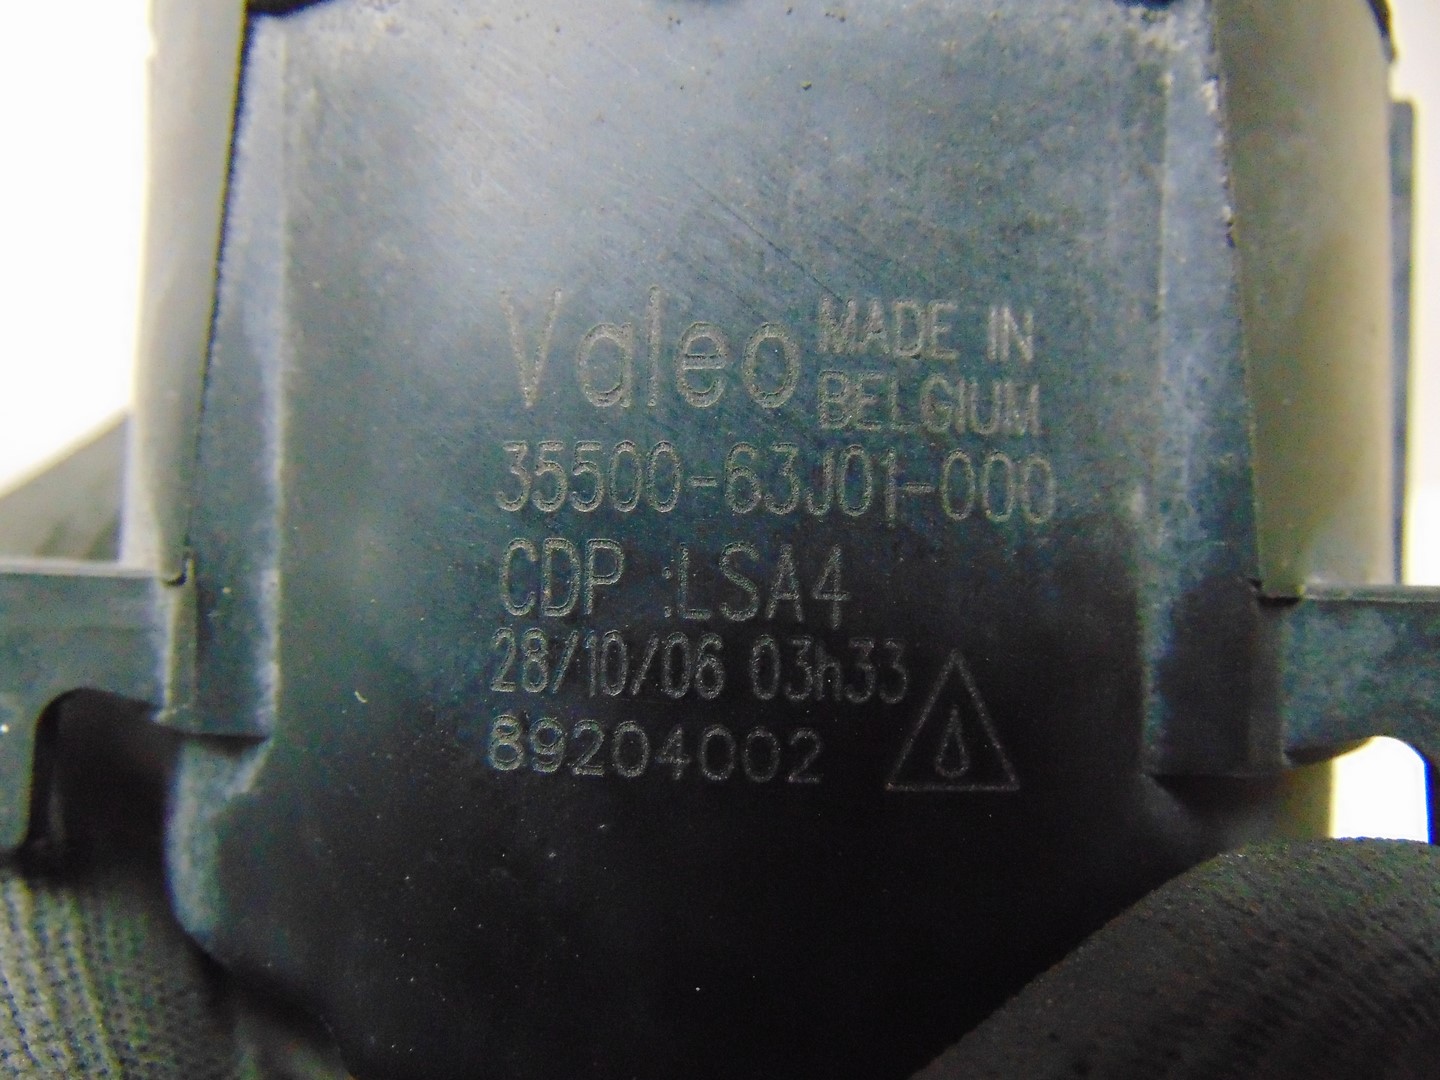 Valeo MADE IN
BELGIUM
35500-63J01-000
CDP :LSA4
28/10/06 03h33
89204002